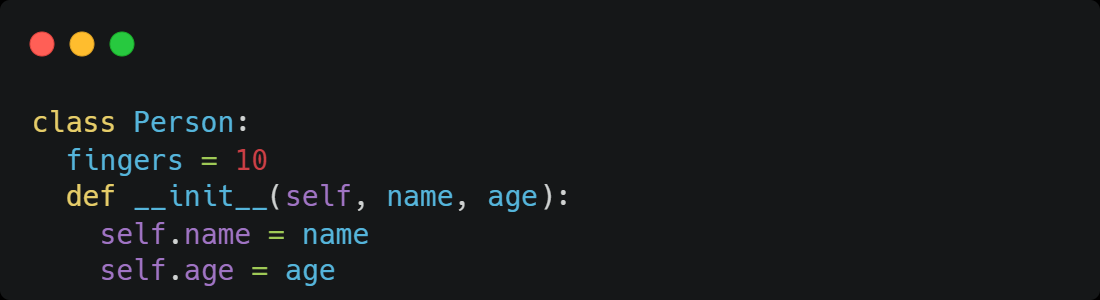 class Person:
  fingers = 10
  def __init__(self, name, age):
    self.name = name
    self.age = age